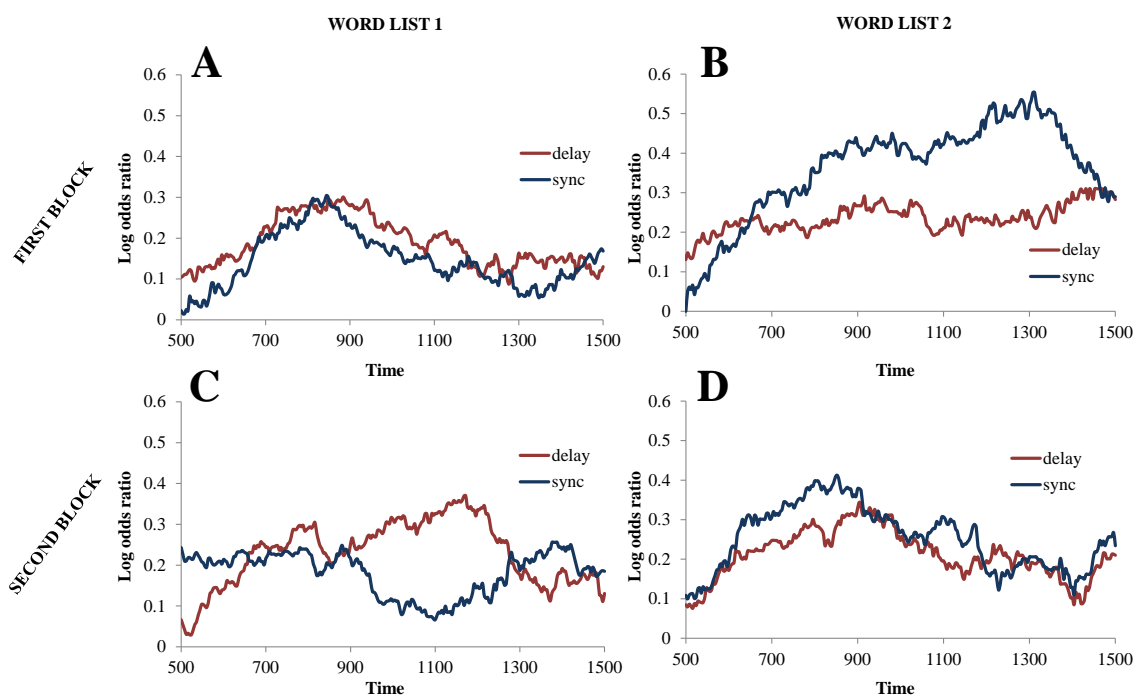 WORD LIST 1
WORD LIST 2
FIRST BLOCK
SECOND BLOCK
A
Log odds ratio
0.6
0.5
0.4
0.3
0.2
0.1
0
delay
sync
500 700 900 1100 1300 1500
Time
B
Log odds ratio
0.6
0.5
0.4
0.3
0.2
0.1
0
delay
sync
500 700 900 1100 1300 1500
Time
C
Log odds ratio
0.6
0.5
0.4
0.3
0.2
0.1
0
delay
sync
500 700 900 1100 1300 1500
Time
D
Log odds ratio
0.6
0.5
0.4
0.3
0.2
0.1
0
delay
sync
500 700 900 1100 1300 1500
Time